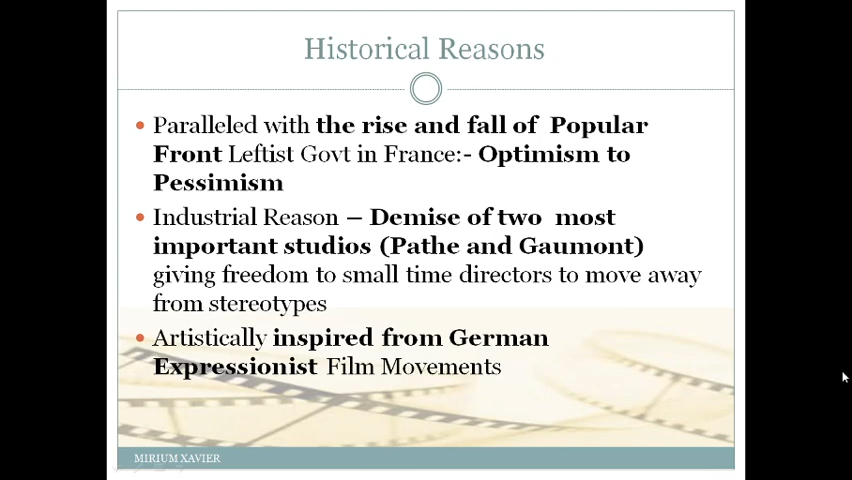 Historical Reasons
• Paralleled with the rise and fall of Popular
Front Leftist Govt in France:- Optimism to
Pessimism
• Industrial Reason – Demise of two most
important studios (Pathe and Gaumont)
giving freedom to small time directors to move away
from stereotypes
• Artistically inspired from German
Expressionist Film Movements
MIRIUM XAVIER